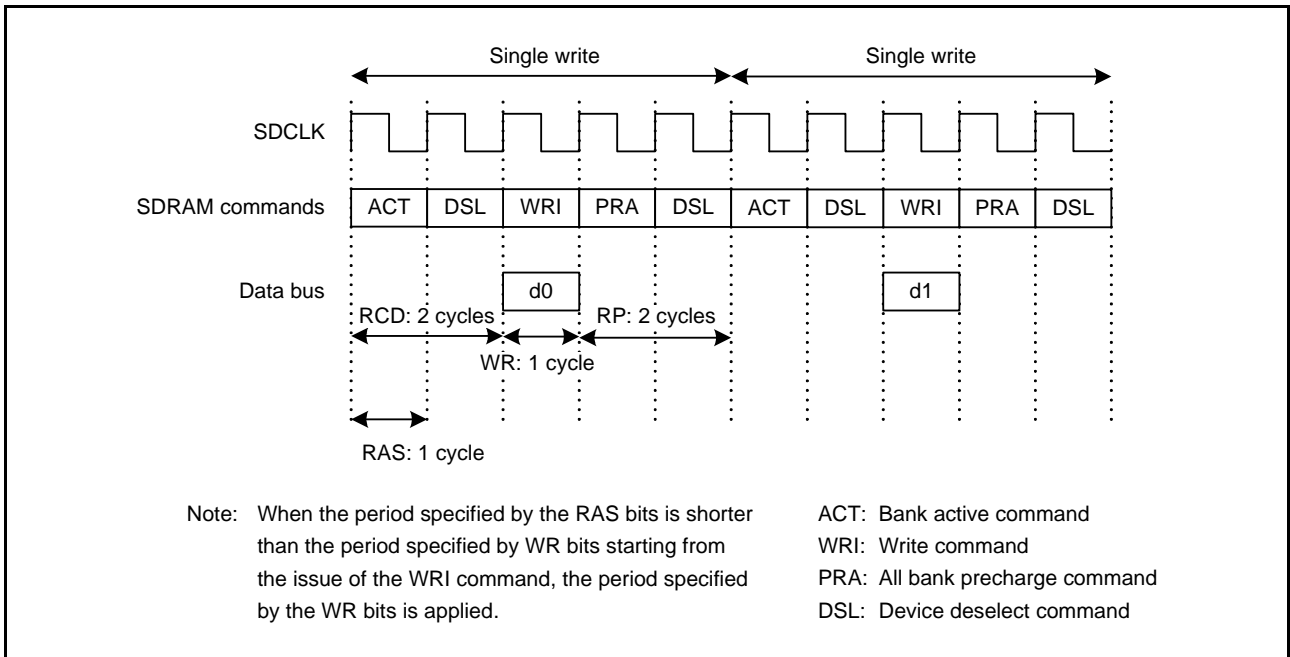 Single write Single write
SDCLK
SDRAM commands ACT DSL WRI PRA DSL ACT DSL WRI PRA DSL
Data bus d0 d1
RCD: 2 cycles RP: 2 cycles
WR: 1 cycle
RAS: 1 cycle
Note: When the period specified by the RAS bits is shorter
than the period specified by WR bits starting from
the issue of the WRI command, the period specified
by the WR bits is applied.
ACT: Bank active command
WRI: Write command
PRA: All bank precharge command
DSL: Device deselect command